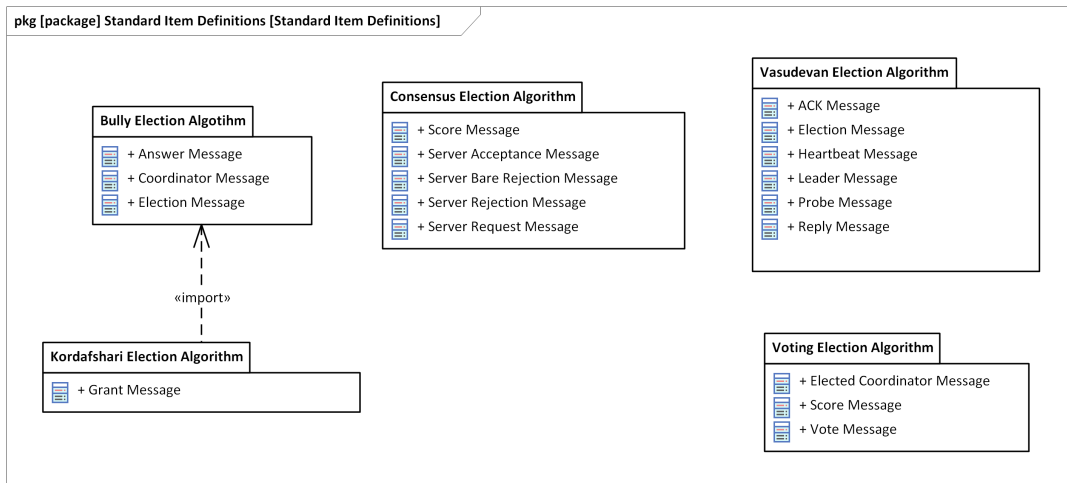 pkg [package] Standard Item Definitions [Standard Item Definitions]
Bully Election Algotihm
+ Answer Message
+ Coordinator Message
+ Election Message
«import»
Kordafshari Election Algorithm
+ Grant Message
Consensus Election Algorithm
+ Score Message
+ Server Acceptance Message
+ Server Bare Rejection Message
+ Server Rejection Message
+ Server Request Message
Vasudevan Election Algorithm
+ ACK Message
+ Election Message
+ Heartbeat Message
+ Leader Message
+ Probe Message
+ Reply Message
Voting Election Algorithm
+ Elected Coordinator Message
+ Score Message
+ Vote Message